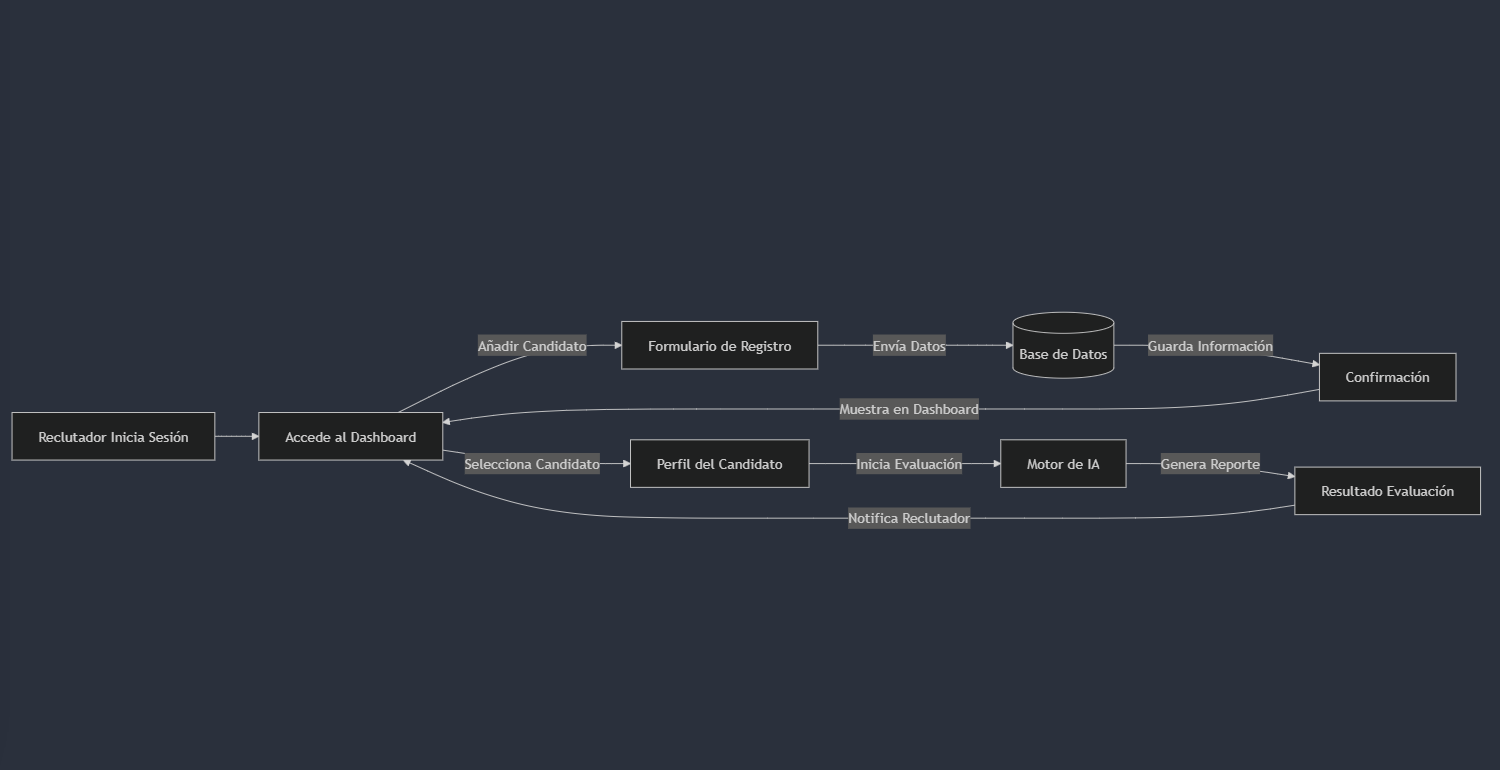 Añadir Candidato
Formulario de Registro
Envía Datos
Base de Datos
Guarda Información
Confirmación
Muestra en Dashboard
Reclutador Inicia Sesión
Accede al Dashboard
Selecciona Candidato
Perfil del Candidato
Inicia Evaluación
Motor de IA
Genera Reporte
Resultado Evaluación
Notifica Reclutador